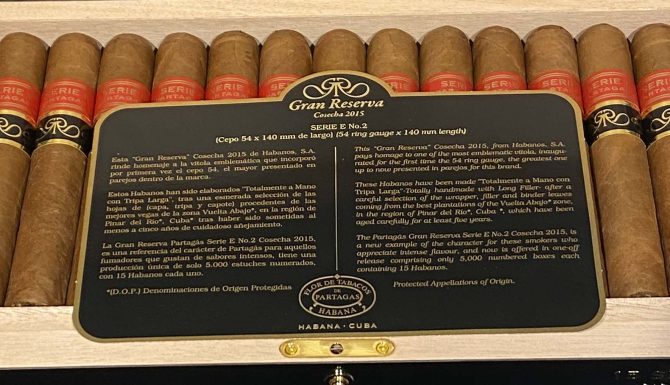 SERIE
PARTAGAS
Gran Reserva
Cosecha 2015
SERIE E No.2
(Cepo 54 x 140 mm de largo) (54 ring gauge x 140 mm length)
Esta "Gran Reserva" Cosecha 2015 de Habanos, S.A.
rinde homenaje a la vitola emblemática que incorporó
por primera vez el cepo 54, el mayor presentado en
parejos dentro de la marca.
Estos Habanos han sido elaborados "Totalmente a Mano
con Tripa Larga", tras una esmerada selección de las
hojas de (capa, tripa y capote) procedentes de las
mejores vegas de la zona Vuelta Abajo*, en la región de
Pinar del Río*, Cuba* tras haber sido sometidas al
menos a cinco años de cuidadoso añejamiento.
La Gran Reserva Partagás Serie E No.2 Cosecha 2015,
es una referencia del carácter de Partagás para aquellos
fumadores que gustan de sabores intensos, tiene una
producción única de solo 5.000 estuches numerados,
con 15 Habanos cada uno.
*(D.O.P.) Denominaciones de Origen Protegidas
This "Gran Reserva" Cosecha 2015, from Habanos, S.A.
pays homenage to one of the most emblematic vitola, inaugu-
rated for the first time the 54 ring gauge, the greatest one
up to now presented in parejos for this brand.
These Habanos have been made "Totalmente a Mano con
Tripa Larga"-Totally handmade with Long Filler- after a
careful selection of the wrapper, filler and binder leaves
coming from the best plantations of the Vuelta Abajo* zone,
in the region of Pinar del Río*, Cuba *, which have been
aged carefully for at least five years.
The Partagás Gran Reserva Serie E No.2 Cosecha 2015, is
a new example of the character for these smokers who
appreciate intense flavour, and now is offered in one-off
release comprising only 5,000 numbered boxes each
containing 15 Habanos.
Protected Appellations of Origin.
FLOR DE TABACOS
DE
PARTAGAS
HABANA
HABANA · CUBA